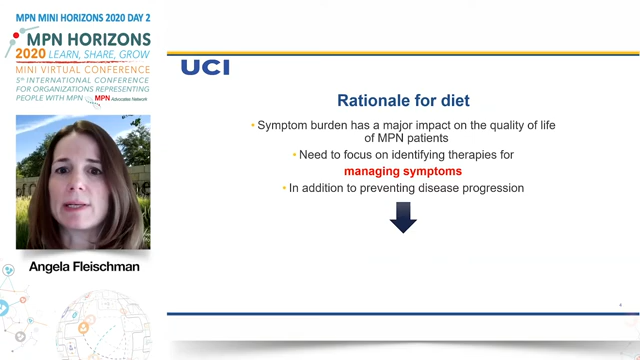 MPN MINI HORIZONS 2020 DAY 2
MPN HORIZONS
2020 LEARN, SHARE, GROW
MINI VIRTUAL CONFERENCE
5TH INTERNATIONAL CONFERENCE
FOR ORGANIZATIONS REPRESENTING
PEOPLE WITH MPN MPN Advocates Network
Angela Fleischman
UCI
Rationale for diet
• Symptom burden has a major impact on the quality of life
of MPN patients
• Need to focus on identifying therapies for
managing symptoms
• In addition to preventing disease progression
4